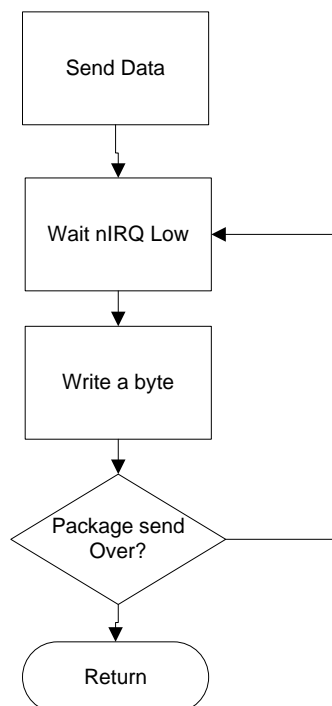 Send Data
Wait nIRQ Low
Write a byte
Package send
Over?
Return